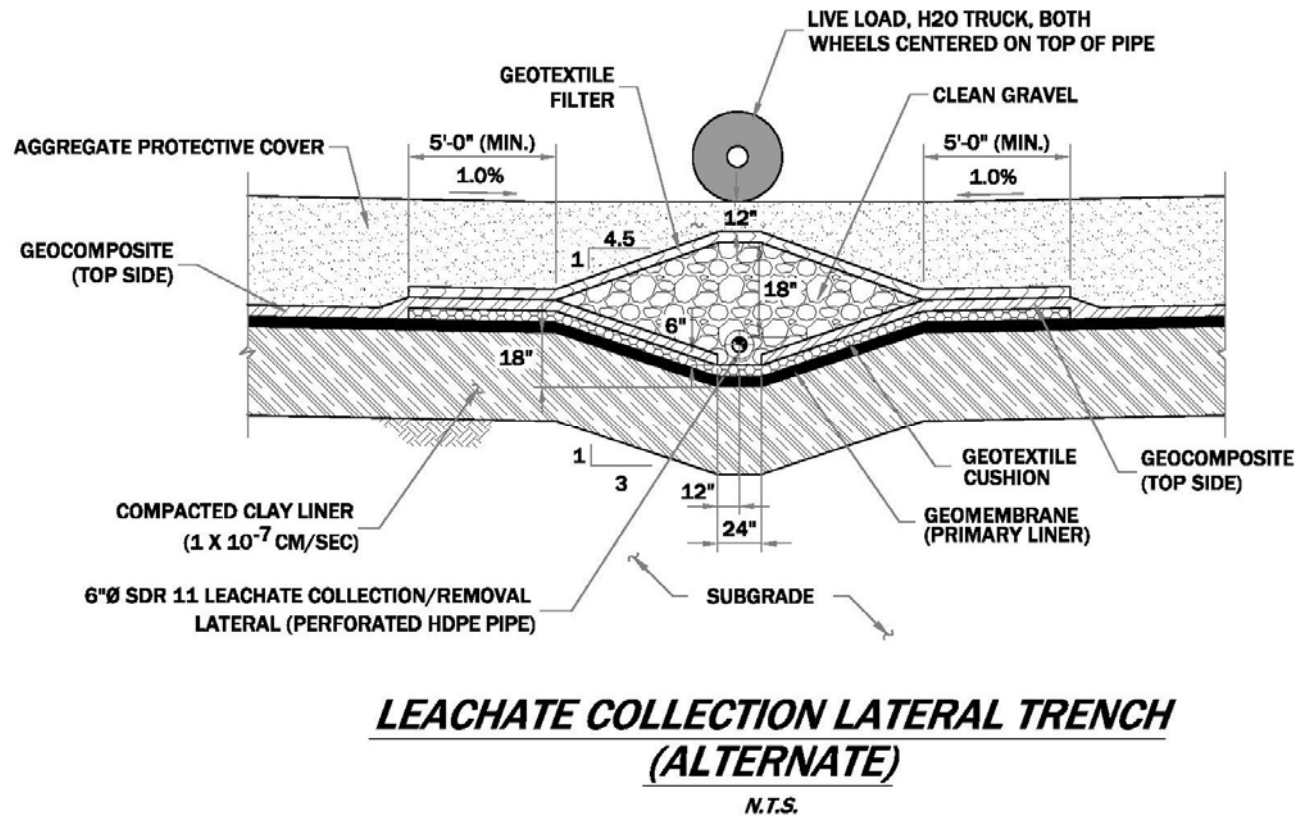 LIVE LOAD, H20 TRUCK, BOTH
WHEELS CENTERED ON TOP OF PIPE
GEOTEXTILE
FILTER
CLEAN GRAVEL
5'-0" (MIN.)
5'-0" (MIN.)
AGGREGATE PROTECTIVE COVER
1.0%
1.0%
12"
GEOCOMPOSITE
(TOP SIDE)
4.5
1
18"
6"
18"
1
3
GEOTEXTILE
CUSHION
GEOCOMPOSITE
(TOP SIDE)
12"
COMPACTED CLAY LINER
(1 X 10⁻⁷ CM/SEC)
GEOMEMBRANE
(PRIMARY LINER)
24"
6"Ø SDR 11 LEACHATE COLLECTION/REMOVAL
LATERAL (PERFORATED HDPE PIPE)
SUBGRADE
LEACHATE COLLECTION LATERAL TRENCH
(ALTERNATE)
N.T.S.